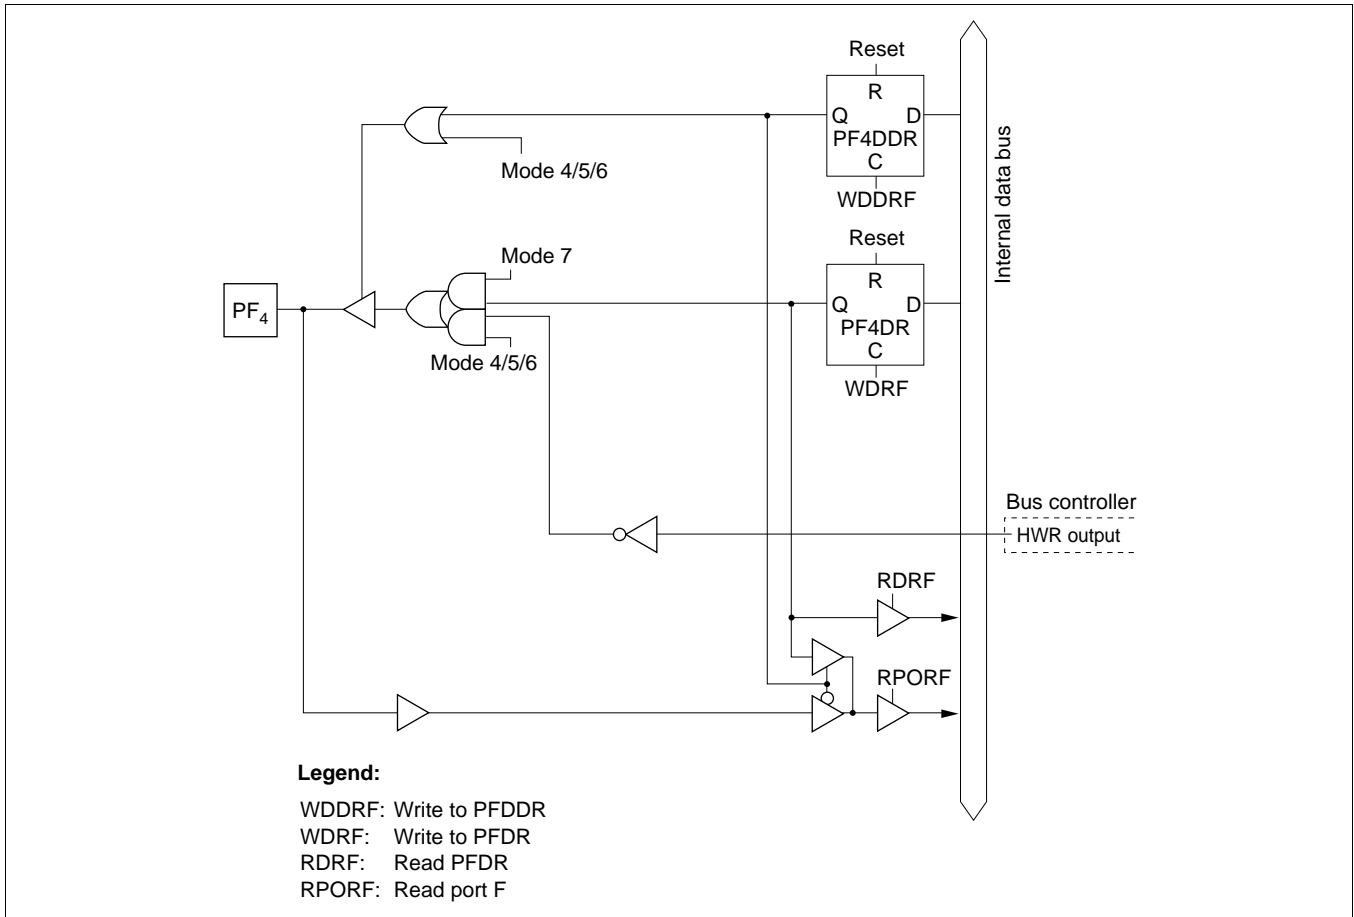 Reset
R
Q D
PF4DDR
C
WDDRF
Mode 4/5/6
Internal data bus
Reset
R
Q D
PF4DR
C
WDRF
Mode 7
PF4
Mode 4/5/6
Bus controller
HWR output
RDRF
RPORF
Legend:
WDDRF: Write to PFDDR
WDRF: Write to PFDR
RDRF: Read PFDR
RPORF: Read port F